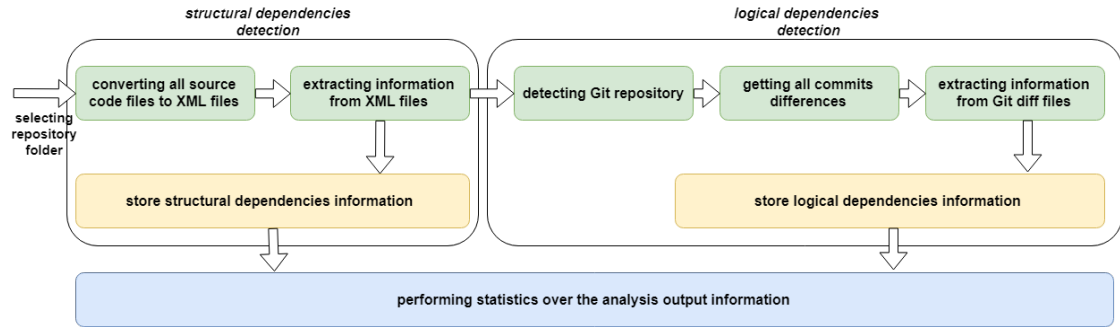 structural dependencies
detection
logical dependencies
detection
selecting
repository
folder
converting all source
code files to XML files
extracting information
from XML files
detecting Git repository
getting all commits
differences
extracting information
from Git diff files
store structural dependencies information
store logical dependencies information
performing statistics over the analysis output information